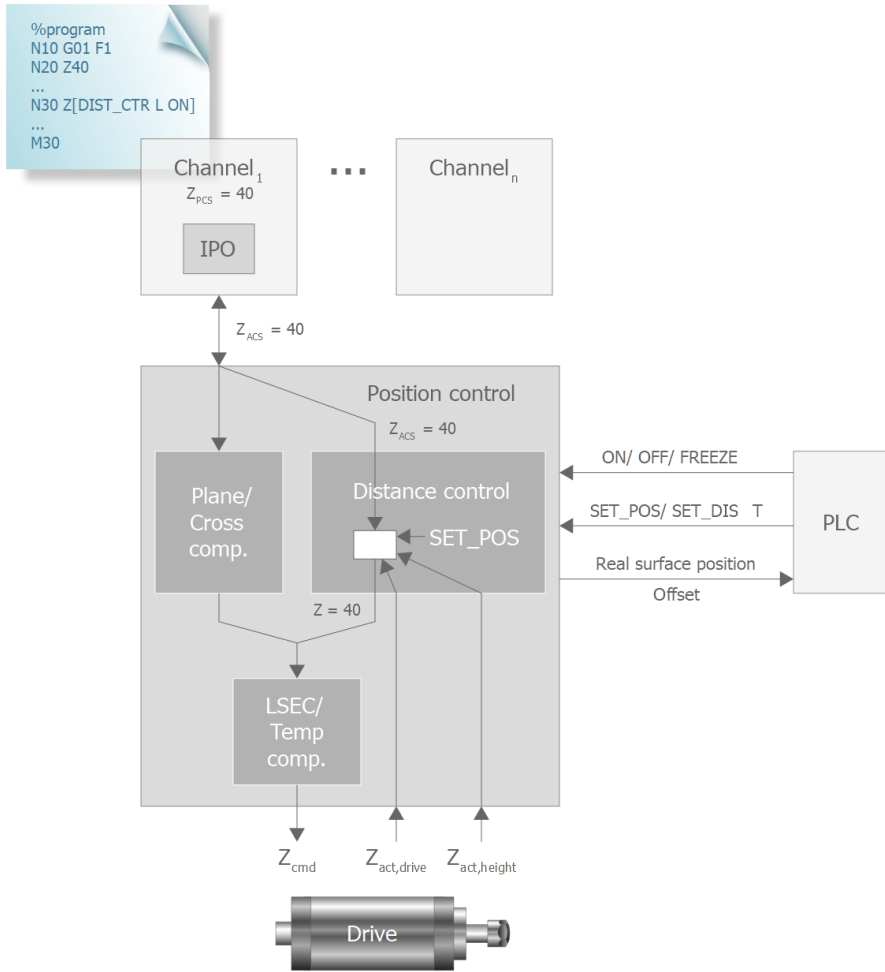 %program
N10 G01 F1
N20 Z40
...
N30 Z[DIST_CTR L ON]
...
M30
Channel1
...
Channeln
ZPCS = 40
IPO
ZACS = 40
Position control
ZACS = 40
Plane/
Cross
comp.
Distance control
SET_POS
Z = 40
LSEC/
Temp
comp.
ON/ OFF/ FREEZE
SET_POS/ SET_DIS T
Real surface position
Offset
PLC
Zcmd
Zact,drive
Zact,height
Drive